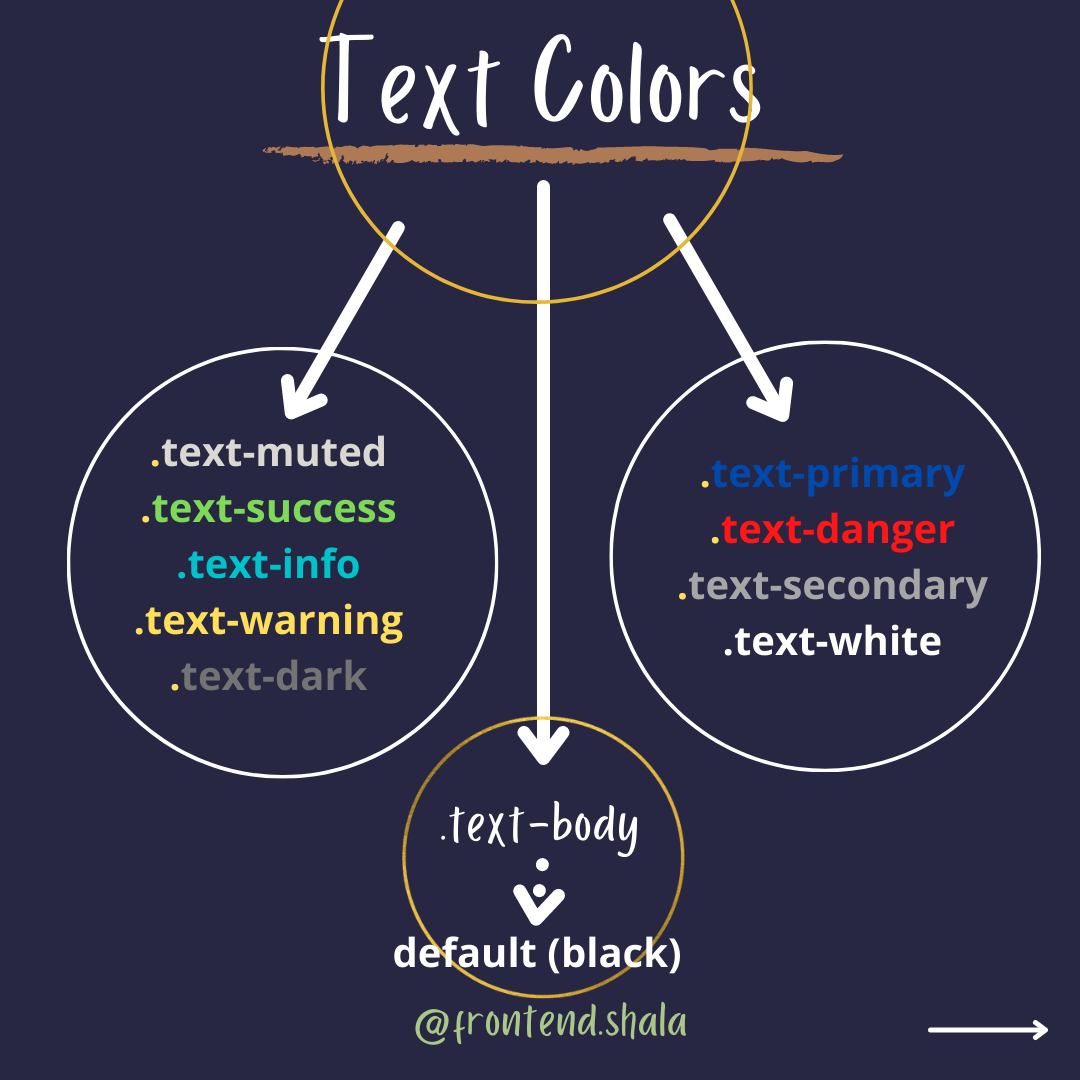 Text Colors
.text-muted
.text-success
.text-info
.text-warning
.text-dark
.text-primary
.text-danger
.text-secondary
.text-white
.text-body
default (black)
@frontend.shala